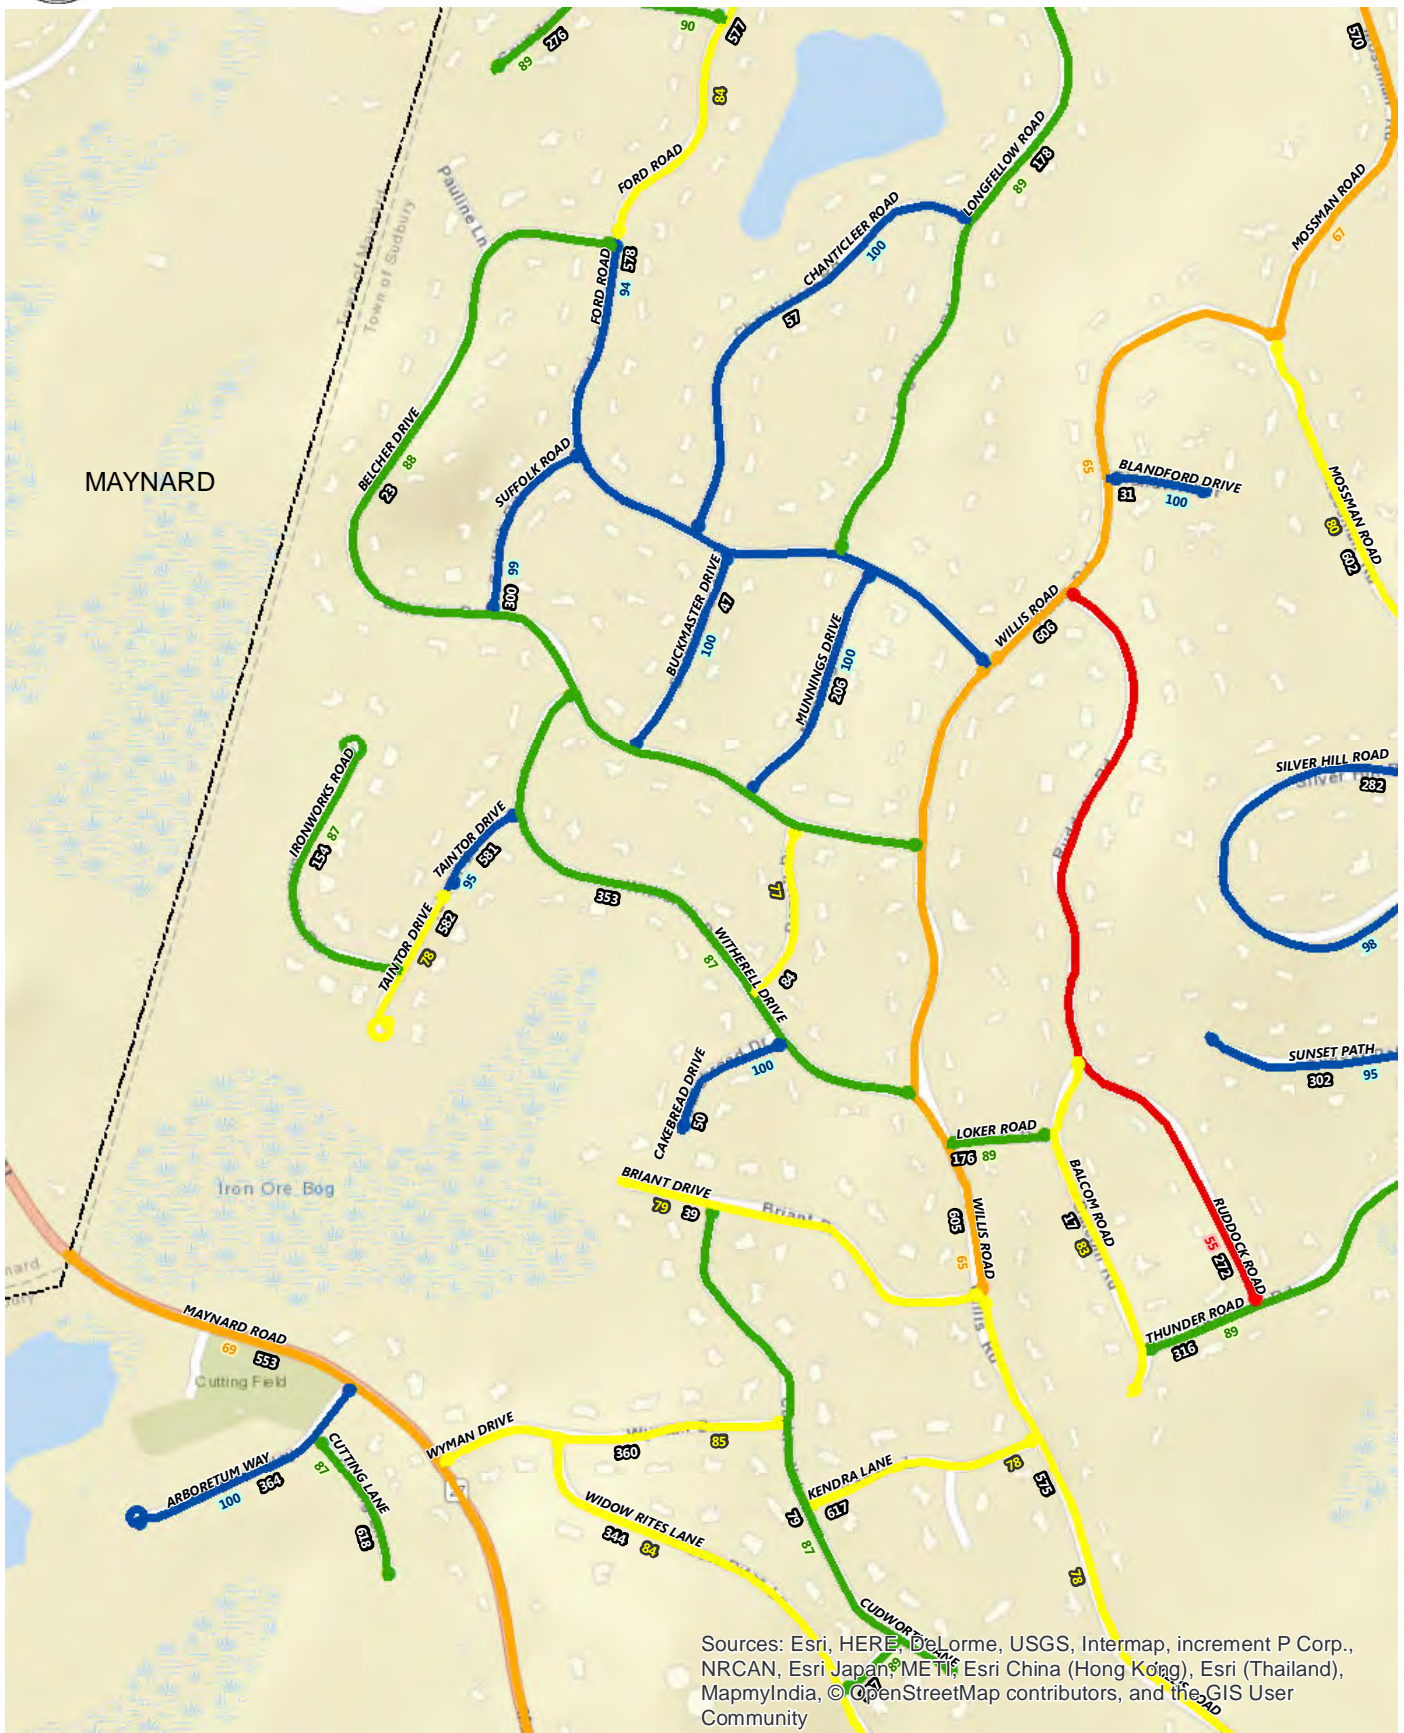 90
577
276
89
570
84
FORD ROAD
LONGFELLOW ROAD
178
89
MOSSMAN ROAD
67
Pauline Ln
Town of Sudbury
CHANTICLEER ROAD
100
57
FORD ROAD
578
94
BELCHER DRIVE
88
23
SUFFOLK ROAD
99
300
MAYNARD
65
BLANDFORD DRIVE
31
100
MOSSMAN ROAD
80
602
BUCKMASTER DRIVE
47
100
MUNNINGS DRIVE
100
206
WILLIS ROAD
606
SILVER HILL ROAD
282
98
IRONWORKS ROAD
87
154
TAINTOR DRIVE
581
95
TAINTOR DRIVE
582
78
353
77
84
WITHERELL DRIVE
87
CAKEBREAD DRIVE
100
50
SUNSET PATH
302
95
LOKER ROAD
176
89
Iron Ore Bog
BRIANT DRIVE
79
39
605
WILLIS ROAD
65
BALCOM ROAD
17
83
RUDDOCK ROAD
55
272
THUNDER ROAD
316
89
MAYNARD ROAD
69
553
Cutting Field
WYMAN DRIVE
360
85
27
ARBORETUM WAY
100
364
CUTTING LANE
87
618
WIDOW RITES LANE
344
84
KENDRA LANE
617
78
575
79
87
78
89
Sources: Esri, HERE, DeLorme, USGS, Intermap, increment P Corp.,
NRCAN, Esri Japan, METI, Esri China (Hong Kong), Esri (Thailand),
MapmyIndia, © OpenStreetMap contributors, and the GIS User
Community